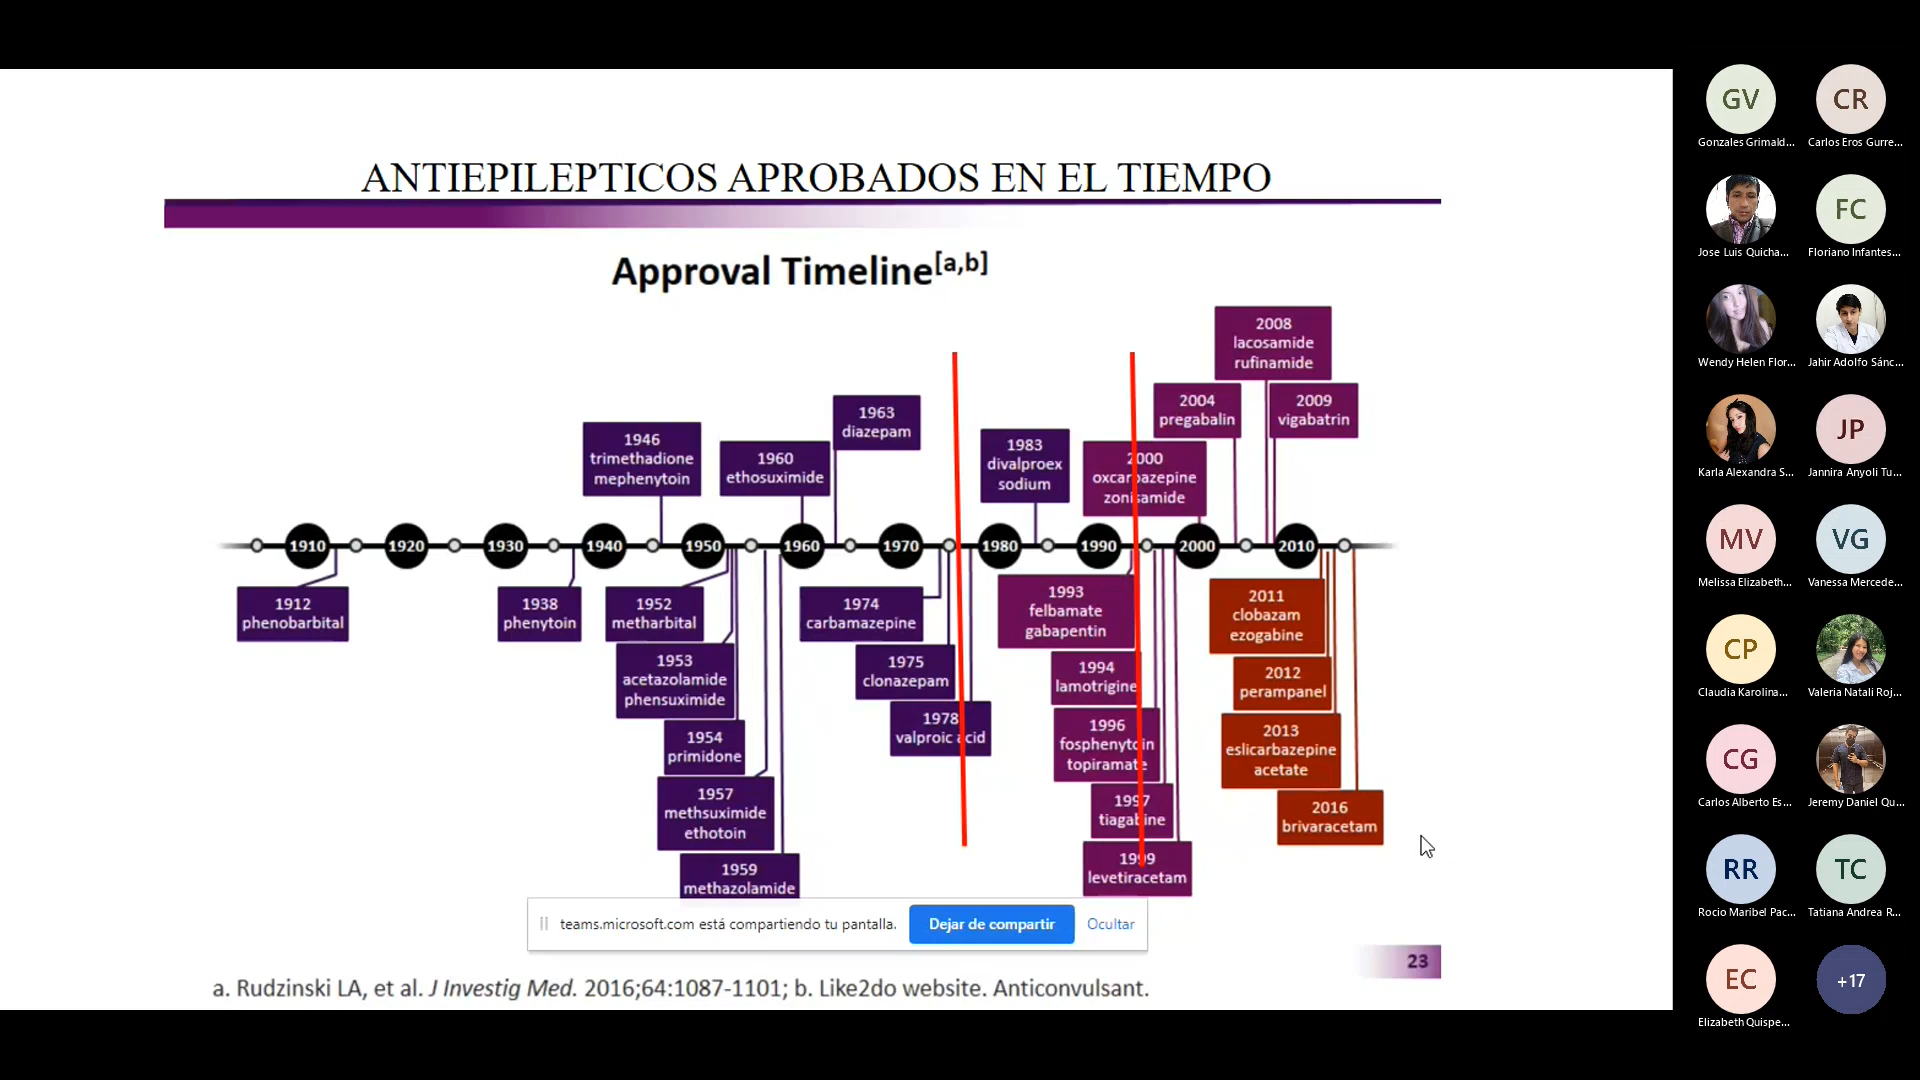 ANTIEPILEPTICOS APROBADOS EN EL TIEMPO
Approval Timeline[a,b]
2008
lacosamide
rufinamide
2004
pregabalin
2009
vigabatrin
1963
diazepam
1946
trimethadione
mephenytoin
1960
ethosuximide
1983
divalproex
sodium
2000
oxcarbazepine
zonisamide
1910 1920 1930 1940 1950 1960 1970 1980 1990 2000 2010
1912
phenobarbital
1938
phenytoin
1952
metharbital
1953
acetazolamide
phensuximide
1954
primidone
1957
methsuximide
ethotoin
1959
methazolamide
1974
carbamazepine
1975
clonazepam
1978
valproic acid
1993
felbamate
gabapentin
1994
lamotrigine
1996
fosphenytoin
topiramate
1997
tiagabine
1999
levetiracetam
2011
clobazam
ezogabine
2012
perampanel
2013
eslicarbazepine
acetate
2016
brivaracetam
teams.microsoft.com está compartiendo tu pantalla. Dejar de compartir Ocultar
23
a. Rudzinski LA, et al. J Investig Med. 2016;64:1087-1101; b. Like2do website. Anticonvulsant.
GV CR
Gonzales Grimald... Carlos Eros Gurre...
FC
Jose Luis Quicha... Floriano Infantes...
Wendy Helen Flor... Jahir Adolfo Sánc...
JP
Karla Alexandra S... Jannira Anyoli Tu...
MV VG
Melissa Elizabeth... Vanessa Mercede...
CP
Claudia Karolina... Valeria Natali Roj...
CG
Carlos Alberto Es... Jeremy Daniel Qu...
RR TC
Rocio Maribel Pac... Tatiana Andrea R...
EC +17
Elizabeth Quispe...